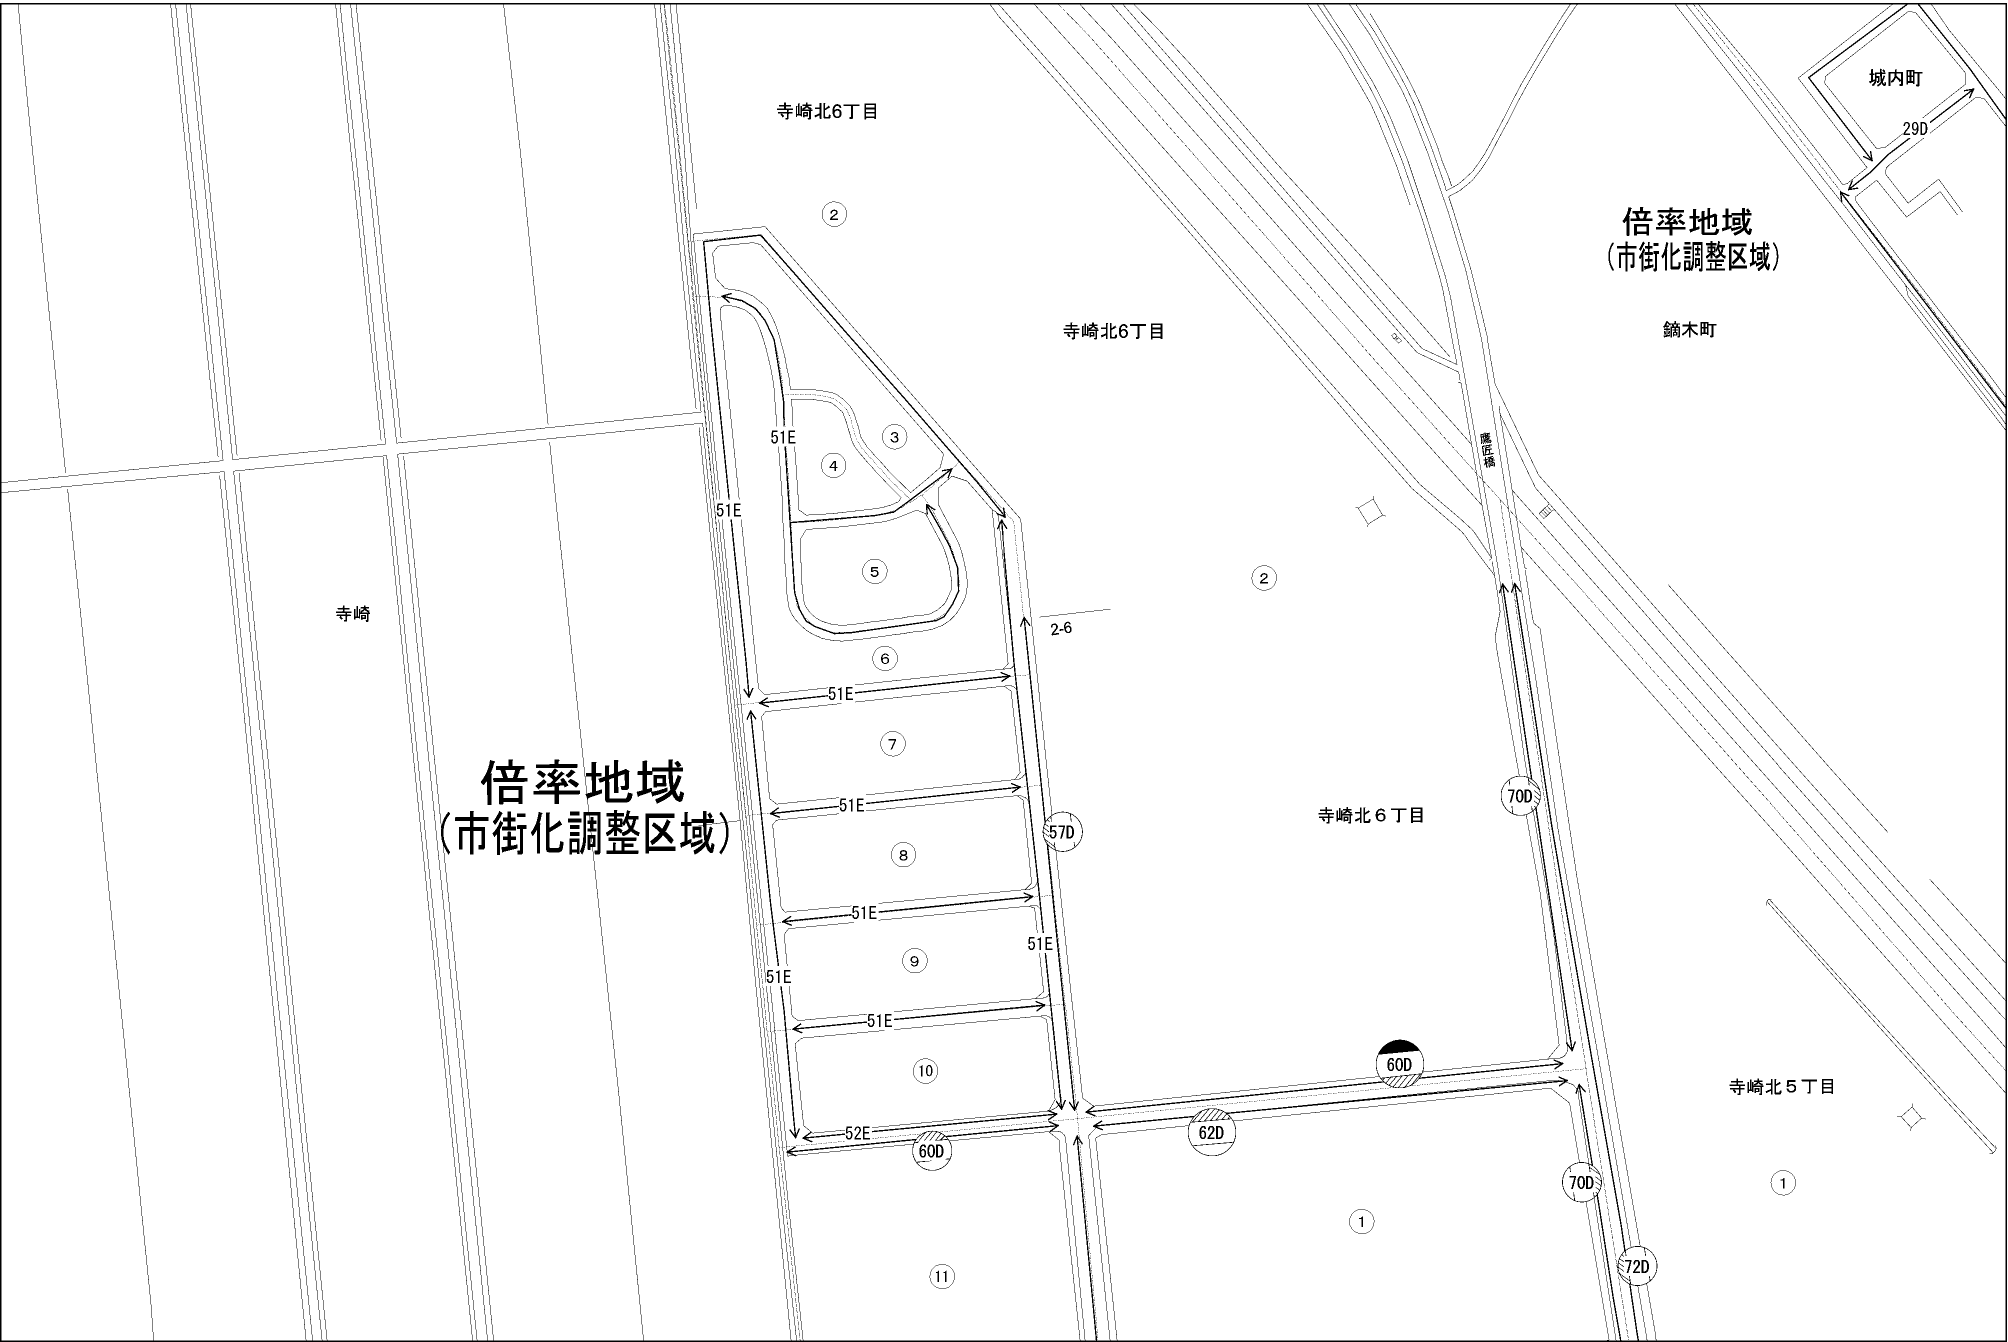 城内町
寺崎北6丁目
29D
②
倍率地域
(市街化調整区域)
寺崎北6丁目
鏑木町
51E
③
鷹匠橋
④
51E
⑤
②
寺崎
2-6
⑥
51E
⑦
倍率地域
(市街化調整区域)
70D
51E
寺崎北６丁目
57D
⑧
51E
51E
⑨
51E
51E
60D
⑩
寺崎北５丁目
52E
62D
60D
70D
①
①
72D
⑪